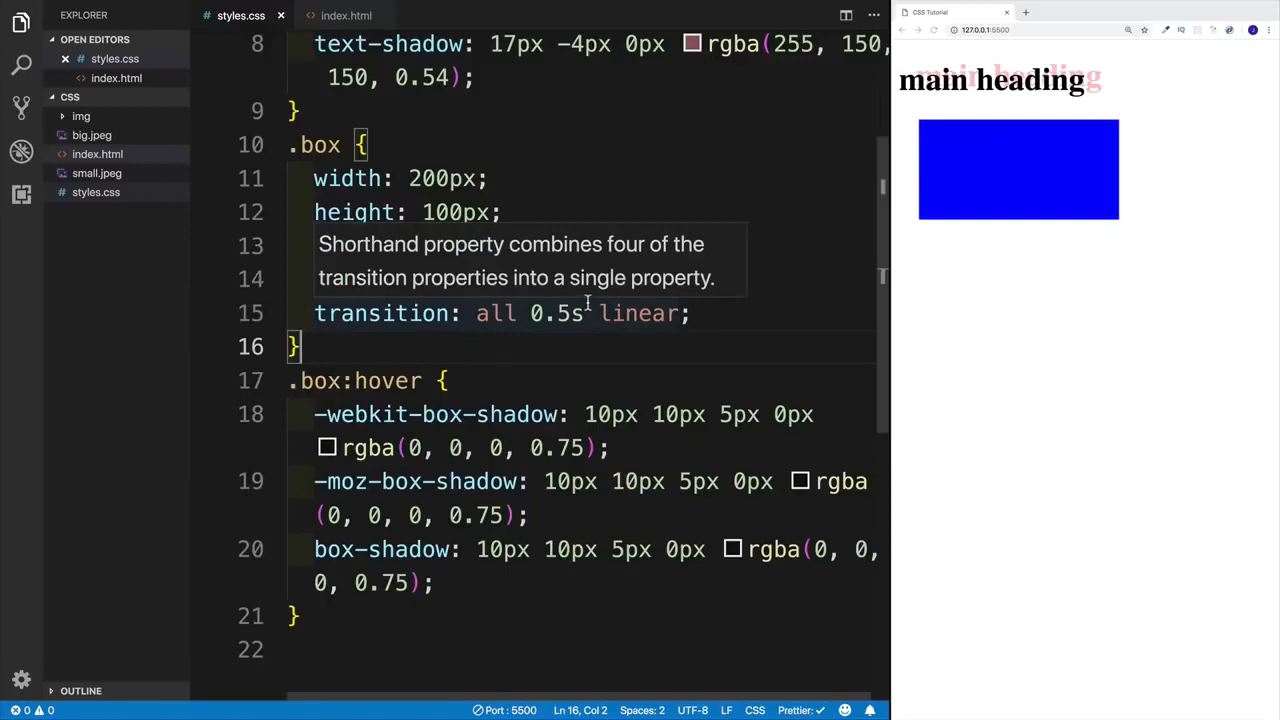 EXPLORER
OPEN EDITORS
styles.css
index.html
CSS
img
big.jpeg
index.html
small.jpeg
styles.css
OUTLINE
styles.css
index.html
8 text-shadow: 17px -4px 0px rgba(255, 150,
150, 0.54);
9 }
10 .box {
11 width: 200px;
12 height: 100px;
13
14
Shorthand property combines four of the
transition properties into a single property.
15 transition: all 0.5s linear;
16 }
17 .box:hover {
18 -webkit-box-shadow: 10px 10px 5px 0px
rgba(0, 0, 0, 0.75);
19 -moz-box-shadow: 10px 10px 5px 0px rgba
(0, 0, 0, 0.75);
20 box-shadow: 10px 10px 5px 0px rgba(0, 0,
0, 0.75);
21 }
22
0 0 Port : 5500 Ln 16, Col 2 Spaces: 2 UTF-8 LF CSS Prettier:
CSS Tutorial
127.0.0.1:5500
main heading